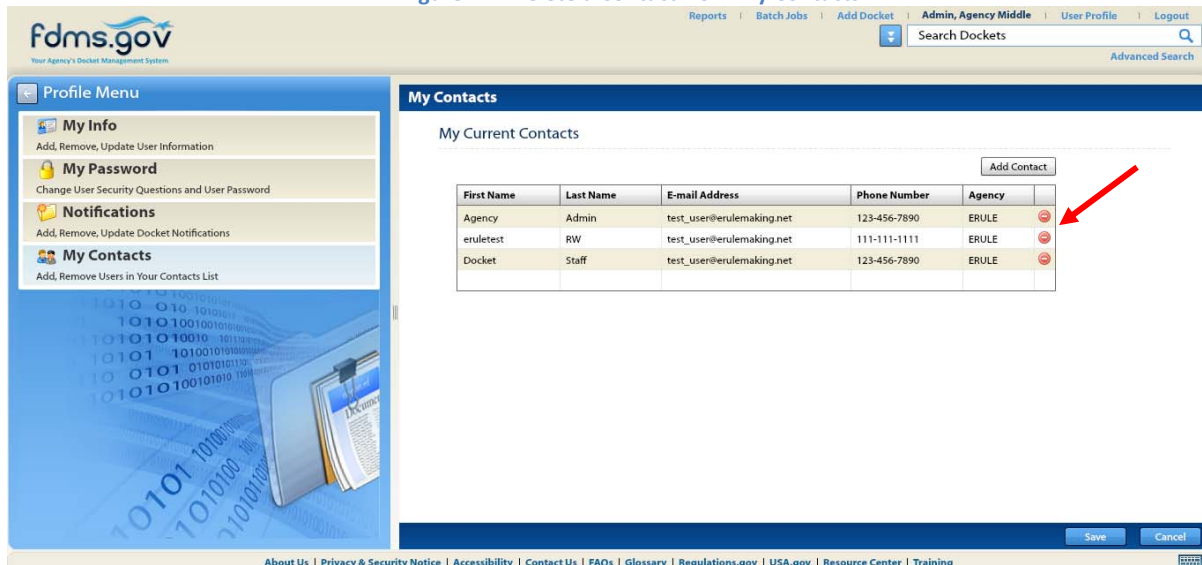 Reports | Batch Jobs | Add Docket | Admin, Agency Middle | User Profile | Logout
fdms.gov
Your Agency's Docket Management System
Search Dockets
Advanced Search
Profile Menu
My Info
Add, Remove, Update User Information
My Password
Change User Security Questions and User Password
Notifications
Add, Remove, Update Docket Notifications
My Contacts
Add, Remove Users in Your Contacts List
My Contacts
My Current Contacts
Add Contact
First Name Last Name E-mail Address Phone Number Agency
Agency Admin test_user@erulemaking.net 123-456-7890 ERULE
eruletest RW test_user@erulemaking.net 111-111-1111 ERULE
Docket Staff test_user@erulemaking.net 123-456-7890 ERULE
Save Cancel
About Us | Privacy & Security Notice | Accessibility | Contact Us | FAQs | Glossary | Regulations.gov | USA.gov | Resource Center | Training